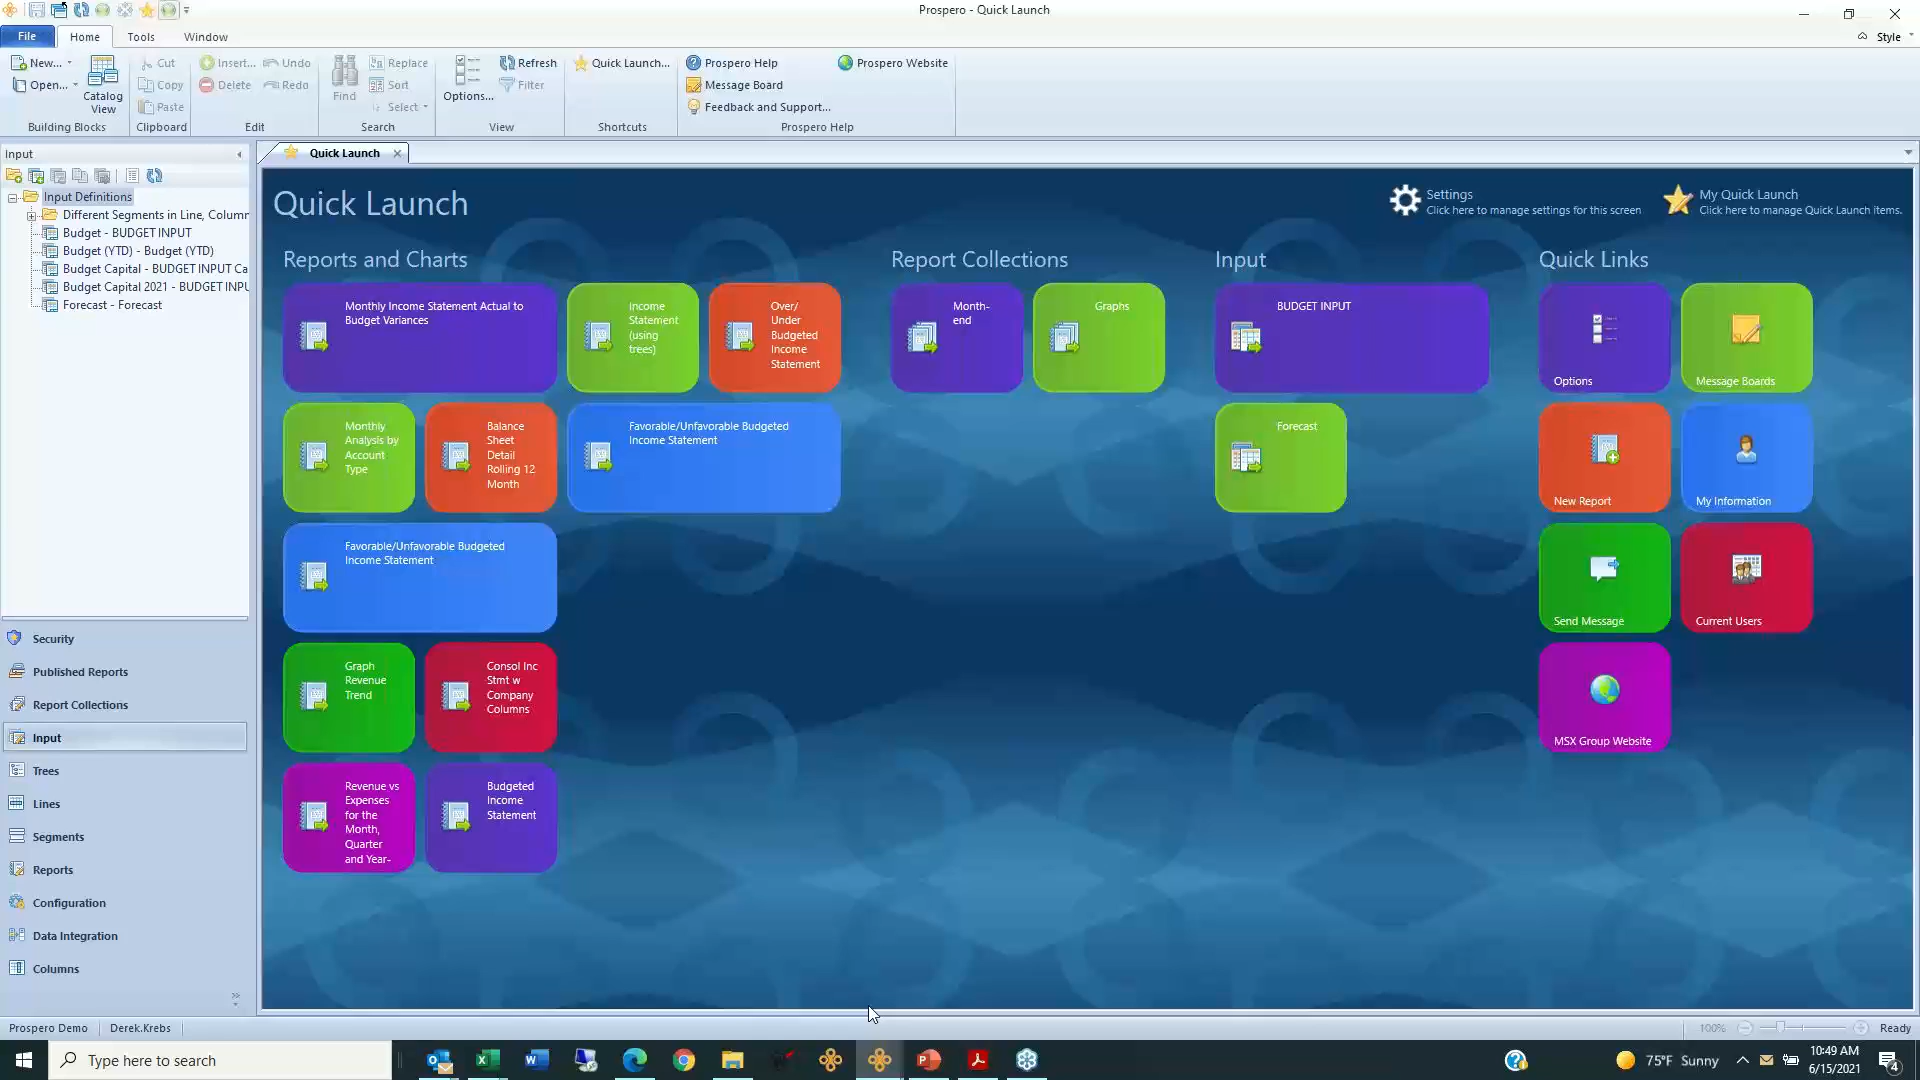 Prospero - Quick Launch
File
Home
Tools
Window
Style
New...
Open...
Catalog
View
Building Blocks
Cut
Copy
Paste
Clipboard
Insert...
Undo
Delete
Redo
Edit
Find
Replace
Sort
Select
Search
Options...
Refresh
Filter
View
Quick Launch...
Shortcuts
Prospero Help
Message Board
Feedback and Support...
Prospero Website
Prospero Help
Input
Input Definitions
Different Segments in Line, Column
Budget - BUDGET INPUT
Budget (YTD) - Budget (YTD)
Budget Capital - BUDGET INPUT Ca
Budget Capital 2021 - BUDGET INPU
Forecast - Forecast
Security
Published Reports
Report Collections
Input
Trees
Lines
Segments
Reports
Configuration
Data Integration
Columns
Quick Launch
Quick Launch
Settings
Click here to manage settings for this screen
My Quick Launch
Click here to manage Quick Launch items.
Reports and Charts
Monthly Income Statement Actual to
Budget Variances
Income
Statement
(using
trees)
Over/
Under
Budgeted
Income
Statement
Monthly
Analysis by
Account
Type
Balance
Sheet
Detail
Rolling 12
Month
Favorable/Unfavorable Budgeted
Income Statement
Favorable/Unfavorable Budgeted
Income Statement
Graph
Revenue
Trend
Consol Inc
Stmt w
Company
Columns
Revenue vs
Expenses
for the
Month,
Quarter
and Year-
Budgeted
Income
Statement
Report Collections
Month-
end
Graphs
Input
BUDGET INPUT
Forecast
Quick Links
Options
Message Boards
New Report
My Information
Send Message
Current Users
MSX Group Website
Prospero Demo
Derek.Krebs
100%
Ready
Type here to search
75°F Sunny
10:49 AM
6/15/2021
4